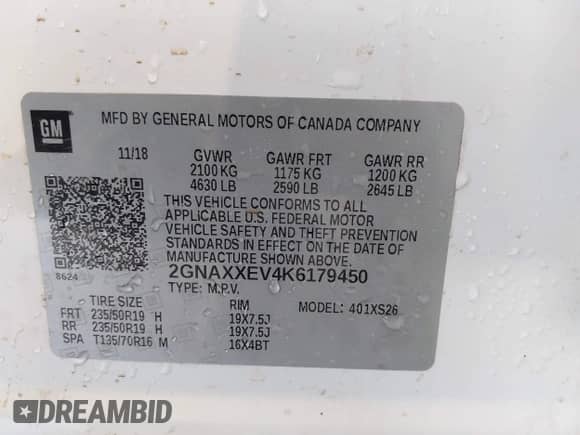 GM
MFD BY GENERAL MOTORS OF CANADA COMPANY
11/18 GVWR GAWR FRT GAWR RR
2100 KG 1175 KG 1200 KG
4630 LB 2590 LB 2645 LB
THIS VEHICLE CONFORMS TO ALL
APPLICABLE U.S. FEDERAL MOTOR
VEHICLE SAFETY AND THEFT PREVENTION
STANDARDS IN EFFECT ON THE DATE OF
MANUFACTURE SHOWN ABOVE.
8624 2GNAXXEV4K6179450
TYPE: M.P.V. MODEL: 401XS26
TIRE SIZE RIM
FRT 235/50R19 H 19X7.5J
RR 235/50R19 H 19X7.5J
SPA T135/70R16 M 16X4BT
DREAMBID